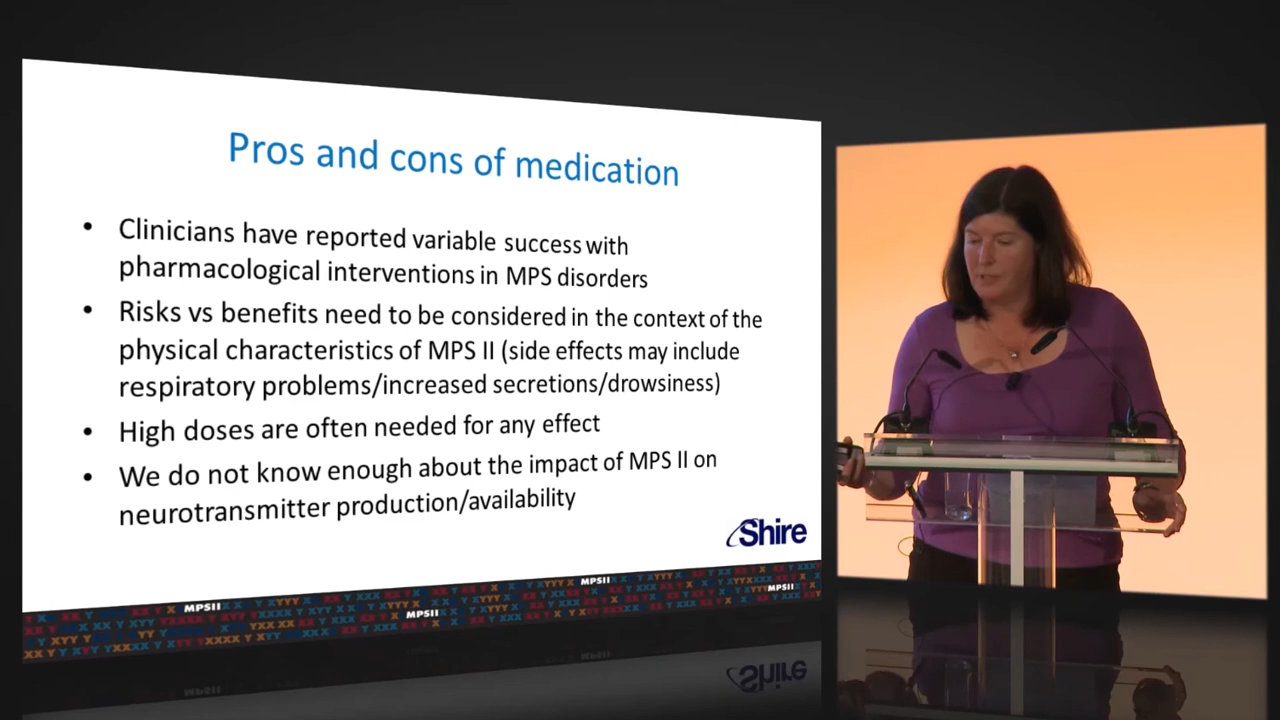 Pros and cons of medication
• Clinicians have reported variable success with
pharmacological interventions in MPS disorders
• Risks vs benefits need to be considered in the context of the
physical characteristics of MPS II (side effects may include
respiratory problems/increased secretions/drowsiness)
• High doses are often needed for any effect
• We do not know enough about the impact of MPS II on
neurotransmitter production/availability
Shire
MPSII
MPSII
MPSII
MPSII